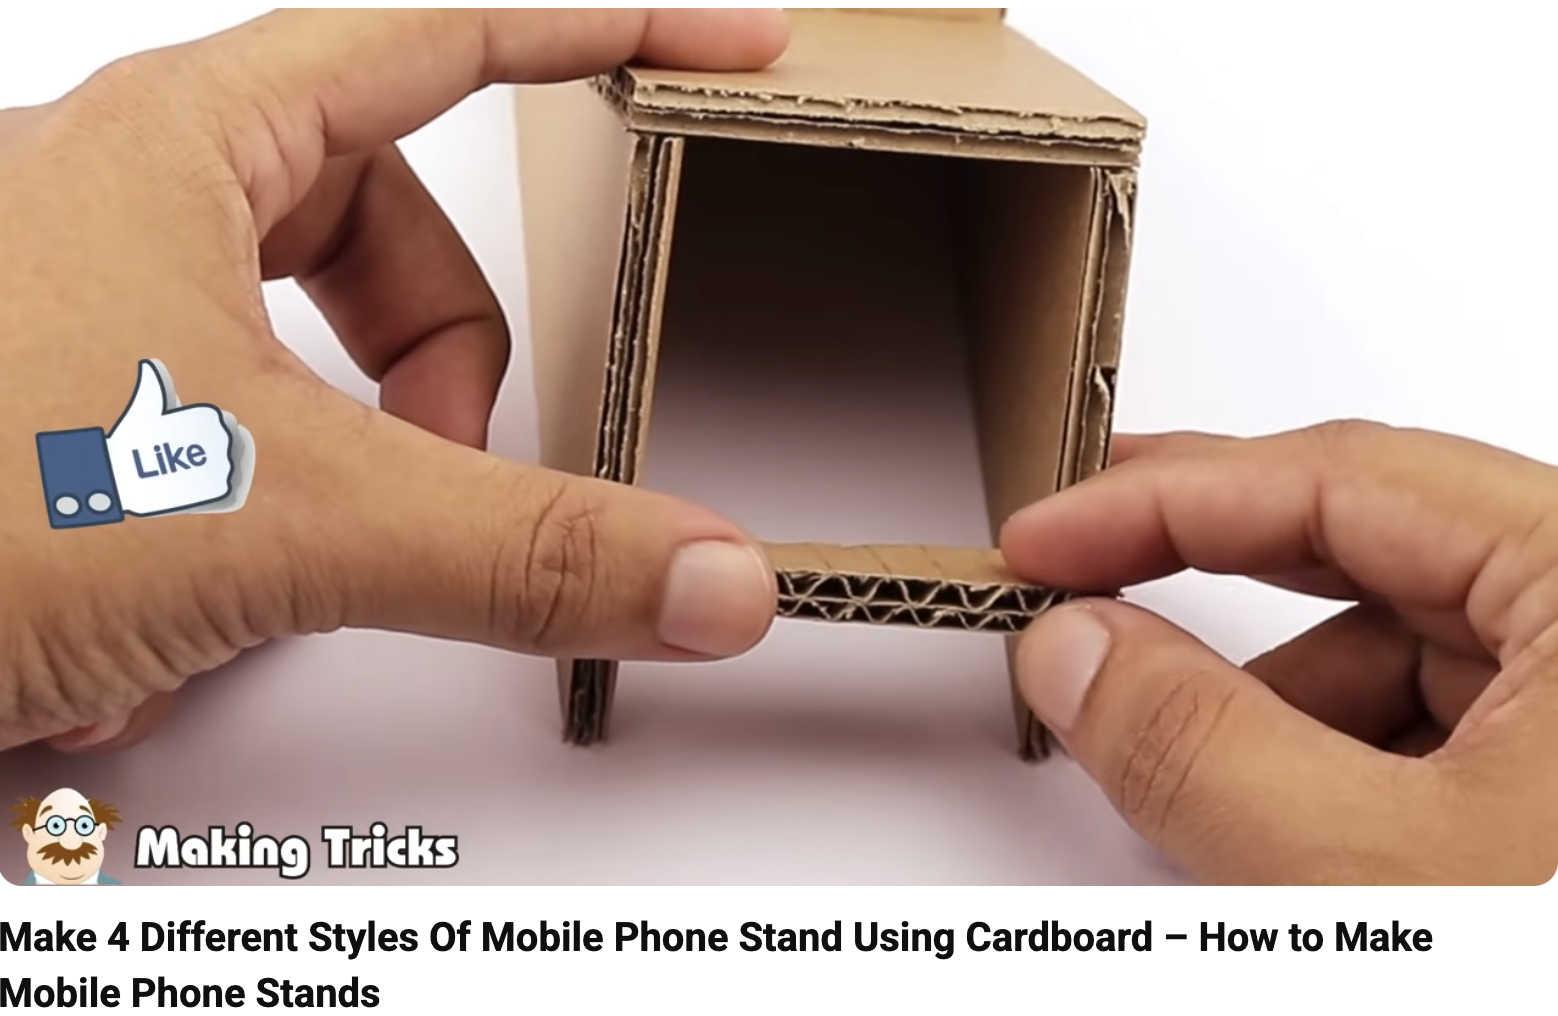 Like
Making Tricks
Make 4 Different Styles Of Mobile Phone Stand Using Cardboard – How to Make
Mobile Phone Stands